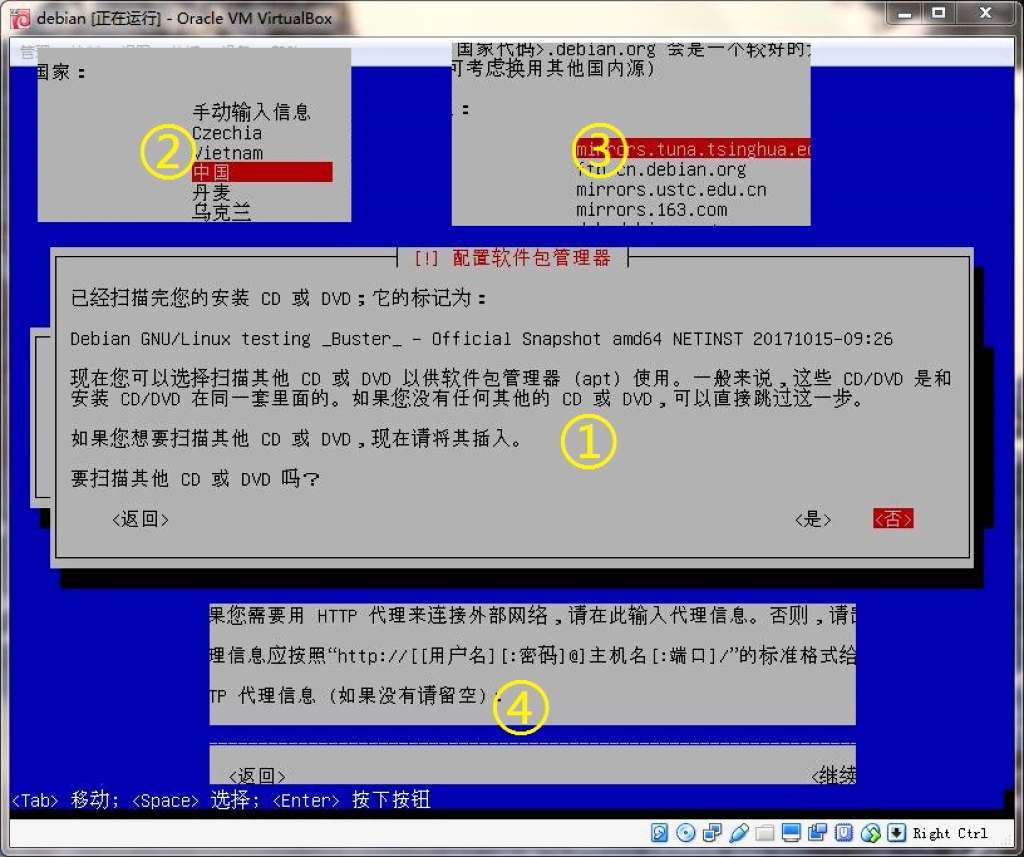 debian [正在运行] - Oracle VM VirtualBox
国家：
手动输入信息
Czechia
Vietnam
中国
丹麦
乌克兰
②
国家代码>.debian.org 会是一个较好的
可考虑换用其他国内源)
：
mirrors.tuna.tsinghua.ed
ftp.cn.debian.org
mirrors.ustc.edu.cn
mirrors.163.com
③
[!] 配置软件包管理器
已经扫描完您的安装 CD 或 DVD；它的标记为：
Debian GNU/Linux testing _Buster_ - Official Snapshot amd64 NETINST 20171015-09:26
现在您可以选择扫描其他 CD 或 DVD 以供软件包管理器 (apt) 使用。一般来说，这些 CD/DVD 是和
安装 CD/DVD 在同一套里面的。如果您没有任何其他的 CD 或 DVD，可以直接跳过这一步。
如果您想要扫描其他 CD 或 DVD，现在请将其插入。
①
要扫描其他 CD 或 DVD 吗？
<返回> <是> <否>
果您需要用 HTTP 代理来连接外部网络，请在此输入代理信息。否则，请
理信息应按照“http://[[用户名][:密码]@]主机名[:端口]/”的标准格式给
TP 代理信息 (如果没有请留空)：
④
<返回> <继续
<Tab> 移动; <Space> 选择; <Enter> 按下按钮
Right Ctrl